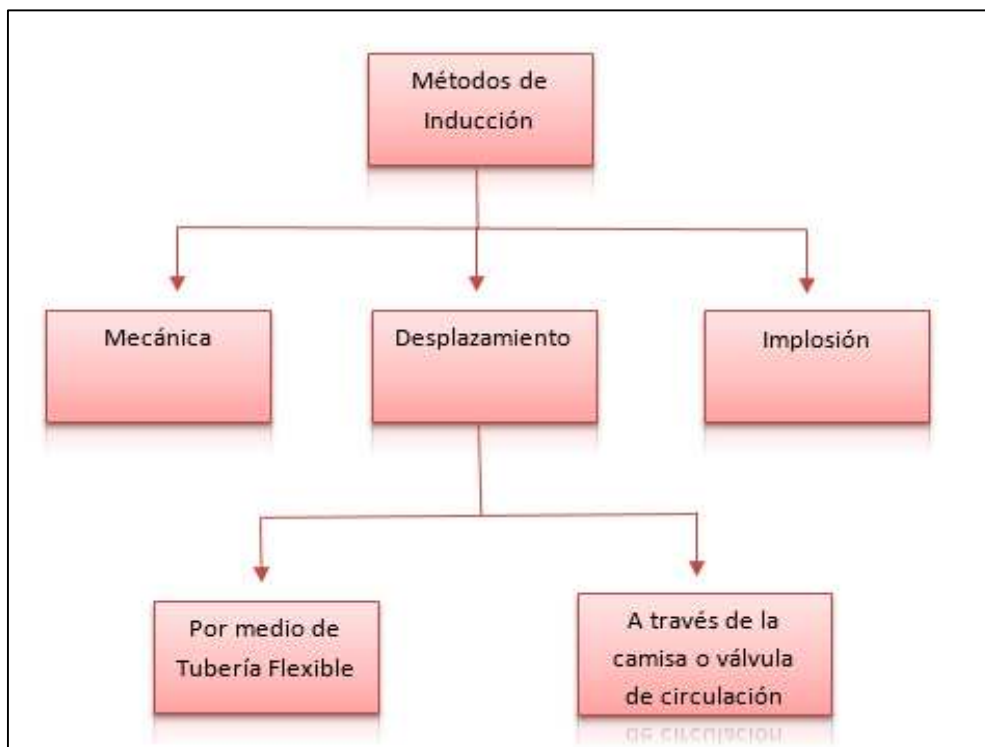 Métodos de
Inducción
Mecánica
Desplazamiento
Implosión
Por medio de
Tubería Flexible
A través de la
camisa o válvula
de circulación